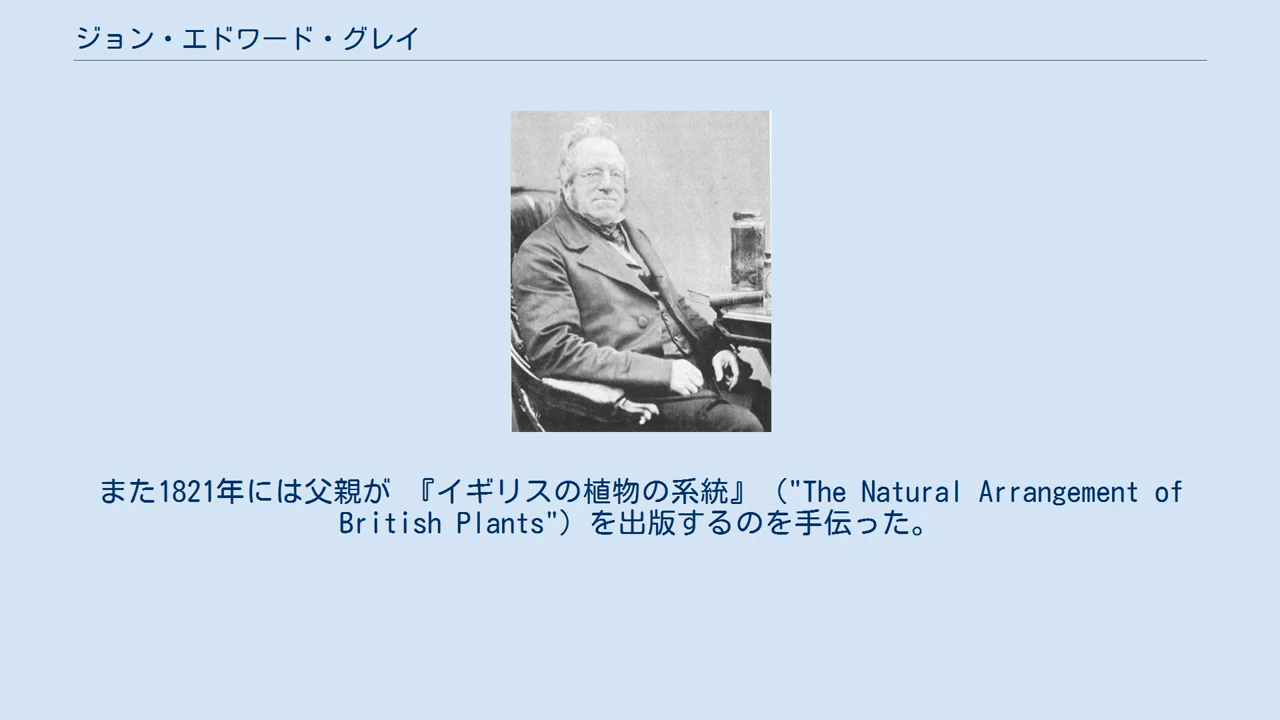 ジョン・エドワード・グレイ
また1821年には父親が 『イギリスの植物の系統』（"The Natural Arrangement of
British Plants"）を出版するのを手伝った。